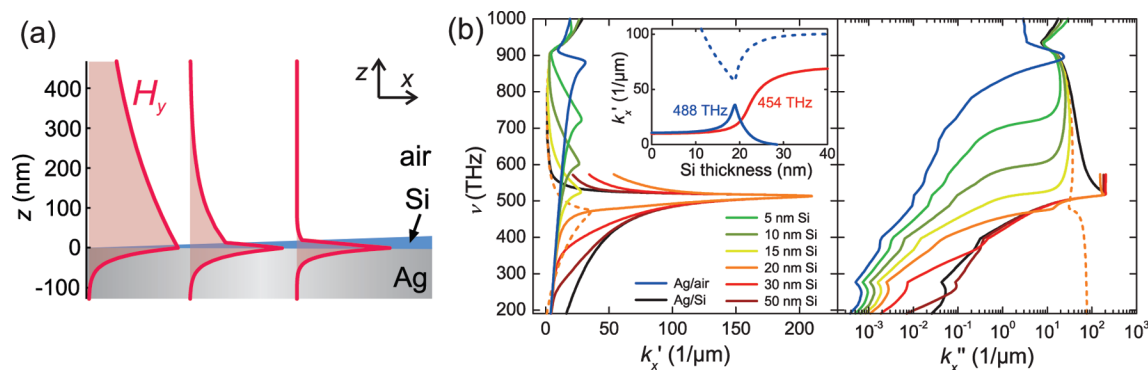 (a)
400
300
200
100
0
-100
z (nm)
Hy
z
x
air
Si
Ag
(b)
1000
900
800
700
600
500
400
300
200
ν (THz)
0 50 100 150 200
kx' (1/μm)
100
50
0
kx' (1/μm)
488 THz
454 THz
0 10 20 30 40
Si thickness (nm)
5 nm Si
10 nm Si
15 nm Si
20 nm Si
30 nm Si
50 nm Si
Ag/air
Ag/Si
10-3 10-2 10-1 100 101 102 103
kx'' (1/μm)